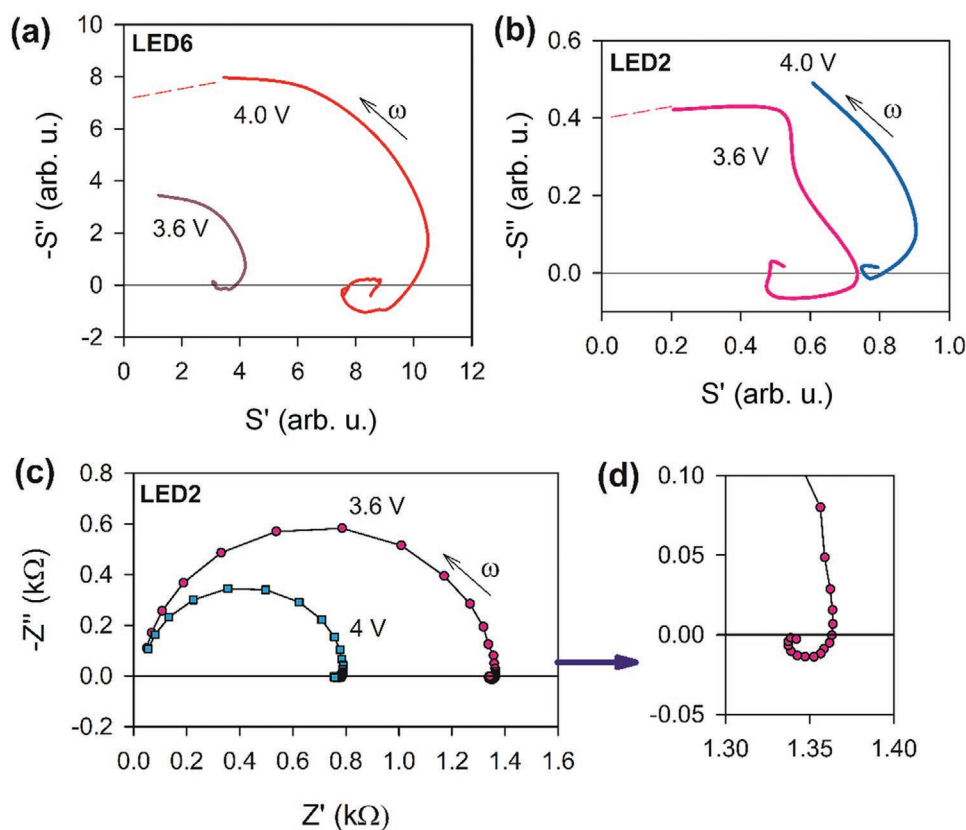 (a)
LED6
10
8
6
4
2
0
-2
-S'' (arb. u.)
4.0 V
ω
3.6 V
0 2 4 6 8 10 12
S' (arb. u.)
(b)
LED2
0.6
0.4
0.2
0.0
-S'' (arb. u.)
4.0 V
ω
3.6 V
0.0 0.2 0.4 0.6 0.8 1.0
S' (arb. u.)
(c)
LED2
0.8
0.6
0.4
0.2
0.0
-0.2
-Z'' (kΩ)
3.6 V
ω
4 V
0.0 0.2 0.4 0.6 0.8 1.0 1.2 1.4 1.6
Z' (kΩ)
(d)
0.10
0.05
0.00
-0.05
1.30 1.35 1.40